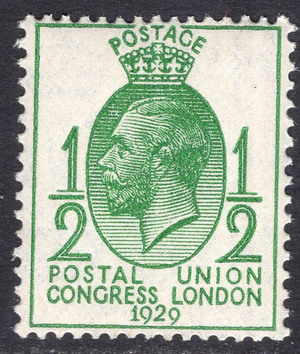 POSTAGE
1/2 1/2
POSTAL UNION
CONGRESS LONDON
1929